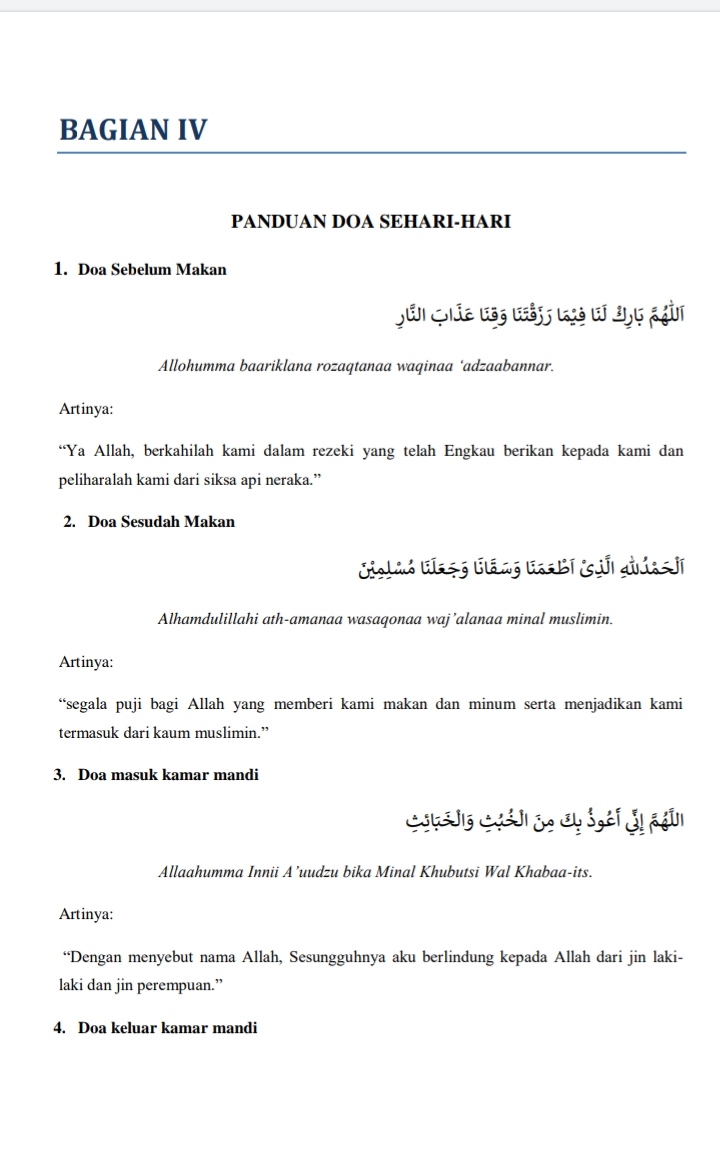 BAGIAN IV
PANDUAN DOA SEHARI-HARI
1. Doa Sebelum Makan
اَللّٰهُمَّ بَارِكْ لَنَا فِيْمَا رَزَقْتَنَا وَقِنَا عَذَابَ النَّارِ
Allohumma baariklana rozaqtanaa waqinaa ‘adzaabannar.
Artinya:
“Ya Allah, berkahilah kami dalam rezeki yang telah Engkau berikan kepada kami dan
peliharalah kami dari siksa api neraka.”
2. Doa Sesudah Makan
اَلْحَمْدُلِلّٰهِ الَّذِىْ اَطْعَمَنَا وَسَقَانَا وَجَعَلَنَا مُسْلِمِيْنَ
Alhamdulillahi ath-amanaa wasaqonaa waj’alanaa minal muslimin.
Artinya:
“segala puji bagi Allah yang memberi kami makan dan minum serta menjadikan kami
termasuk dari kaum muslimin.”
3. Doa masuk kamar mandi
اللَّهُمَّ إِنِّي أَعُوذُ بِكَ مِنَ الْخُبُثِ وَالْخَبَائِثِ
Allaahumma Innii A’uudzu bika Minal Khubutsi Wal Khabaa-its.
Artinya:
“Dengan menyebut nama Allah, Sesungguhnya aku berlindung kepada Allah dari jin laki-
laki dan jin perempuan.”
4. Doa keluar kamar mandi